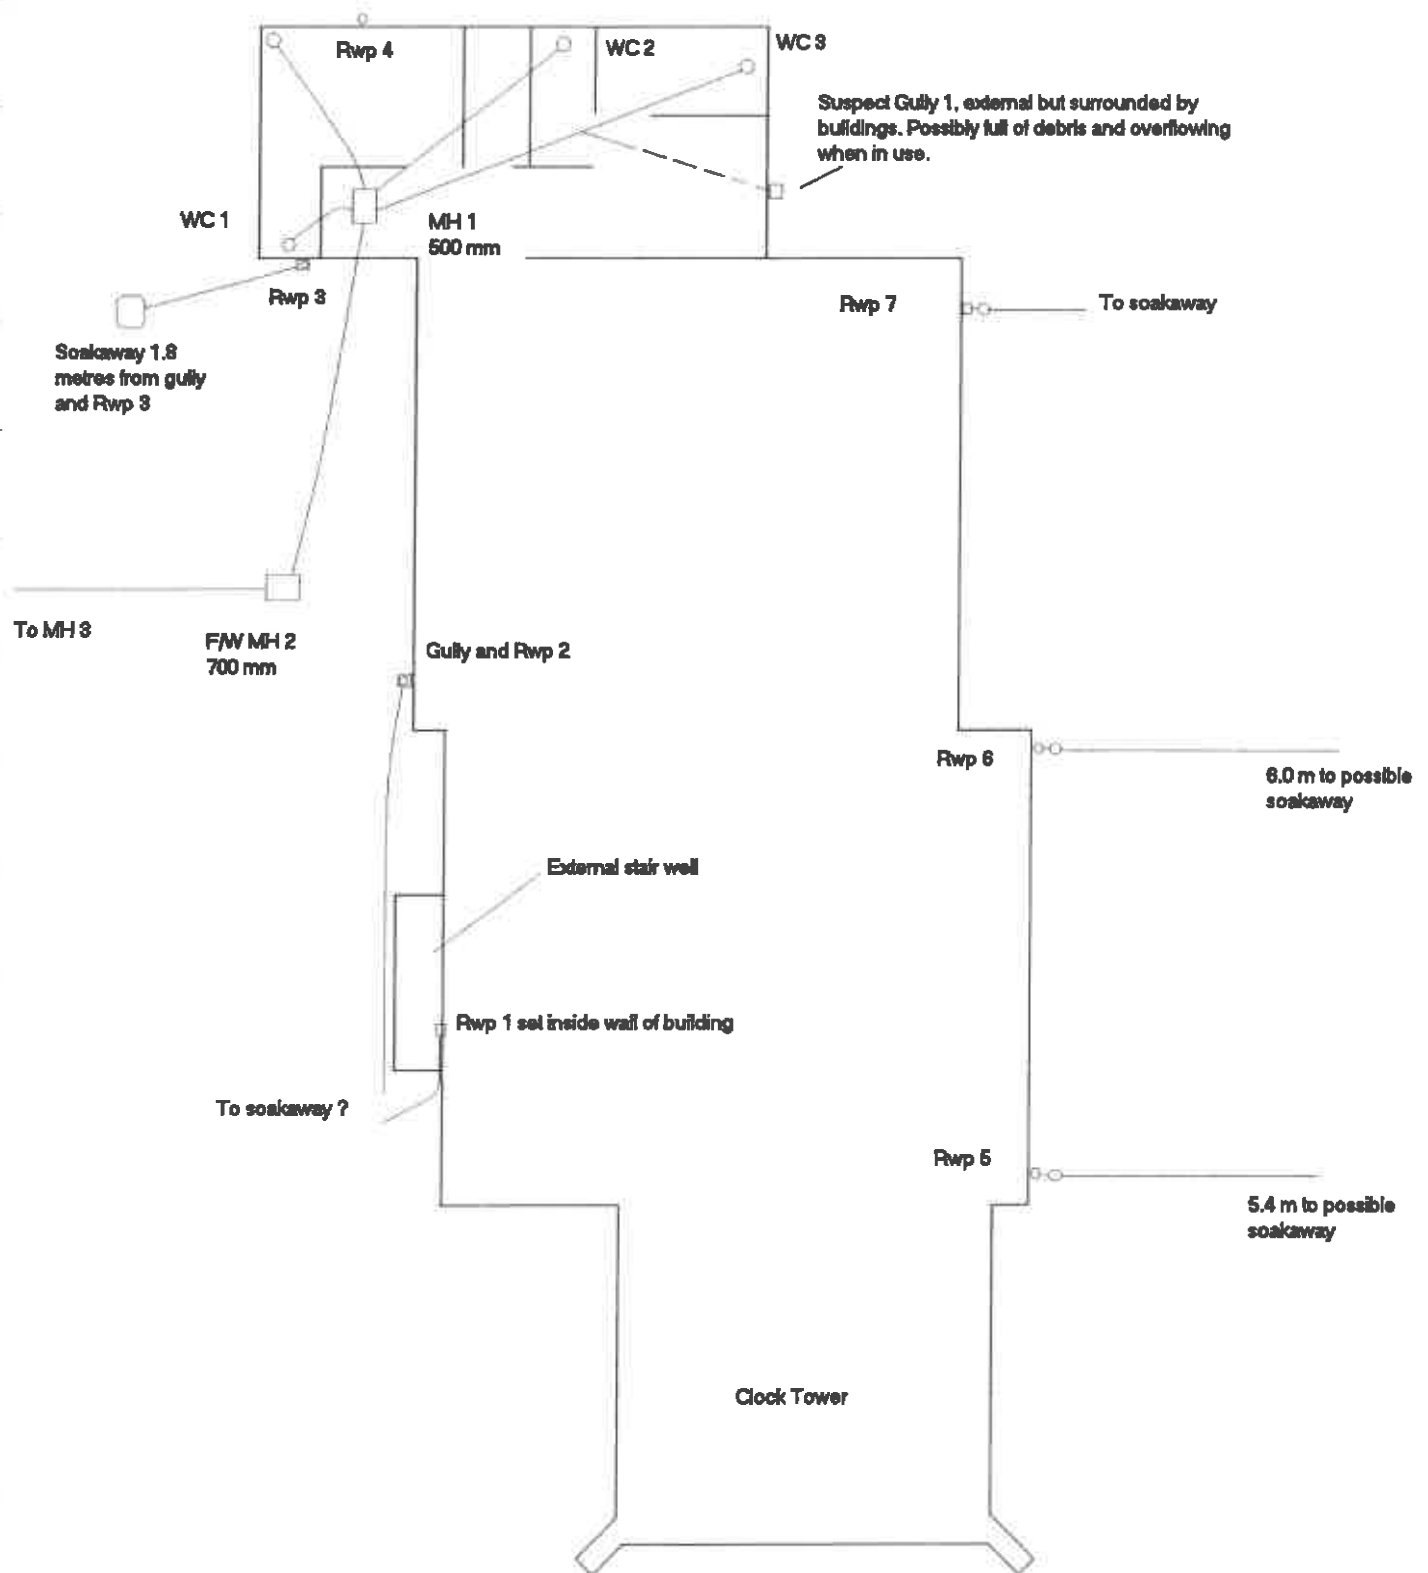 Rwp 4
WC 2
WC 3
Suspect Gully 1, external but surrounded by
buildings. Possibly full of debris and overflowing
when in use.
WC 1
MH 1
500 mm
Rwp 3
Rwp 7
To soakaway
Soakaway 1.8
metres from gully
and Rwp 3
To MH 3
F/W MH 2
700 mm
Gully and Rwp 2
Rwp 6
6.0 m to possible
soakaway
External stair well
Rwp 1 set inside wall of building
To soakaway ?
Rwp 5
5.4 m to possible
soakaway
Clock Tower